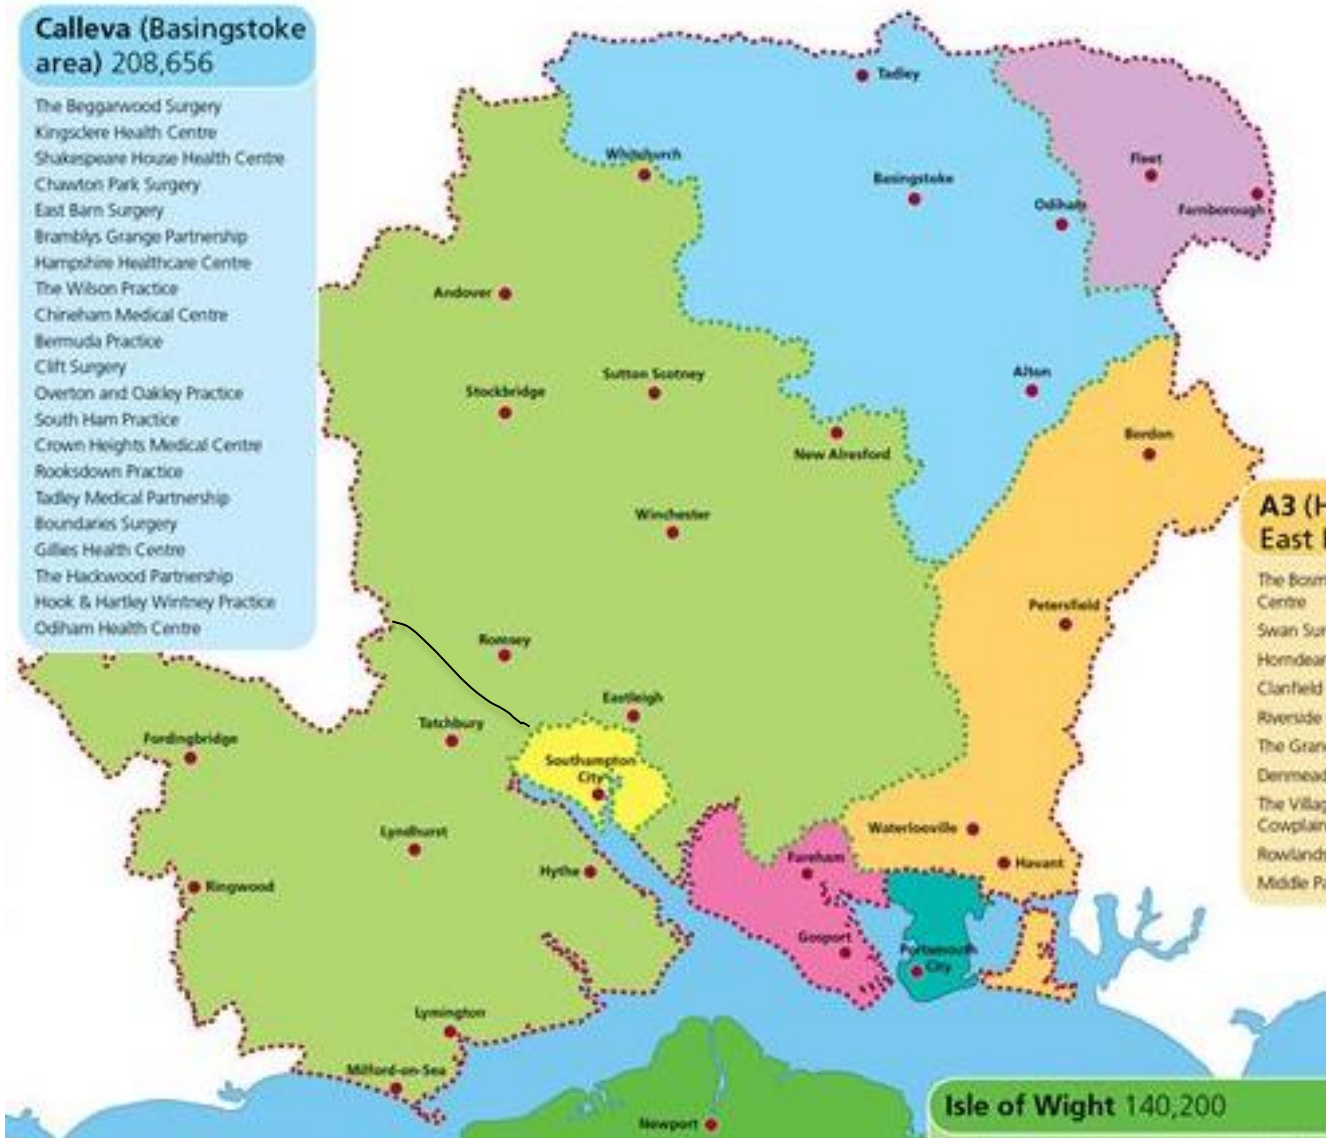 Calleva (Basingstoke
area) 208,656
The Beggarwood Surgery
Kingsclere Health Centre
Shakespeare House Health Centre
Chawton Park Surgery
East Barn Surgery
Bramblys Grange Partnership
Hampshire Healthcare Centre
The Wilson Practice
Chineham Medical Centre
Bermuda Practice
Clift Surgery
Overton and Oakley Practice
South Ham Practice
Crown Heights Medical Centre
Rooksdown Practice
Tadley Medical Partnership
Boundaries Surgery
Gillies Health Centre
The Hackwood Partnership
Hook & Hartley Wintney Practice
Odiham Health Centre
Tadley
Whitchurch
Basingstoke
Fleet
Odiham
Farnborough
Andover
Sutton Scotney
Stockbridge
Alton
New Alresford
Bordon
Winchester
Petersfield
Romsey
Eastleigh
Tatchbury
Fordingbridge
Southampton
City
Lyndhurst
Hythe
Ringwood
Waterlooville
Fareham
Havant
Gosport
Portsmouth
City
Lymington
Milford-on-Sea
Newport
A3 (H
East
The Bosm
Centre
Swan Sur
Horndean
Clanfield
Riverside
The Gran
Denmead
The Villag
Cowplain
Rowlands
Middle Pa
Isle of Wight 140,200